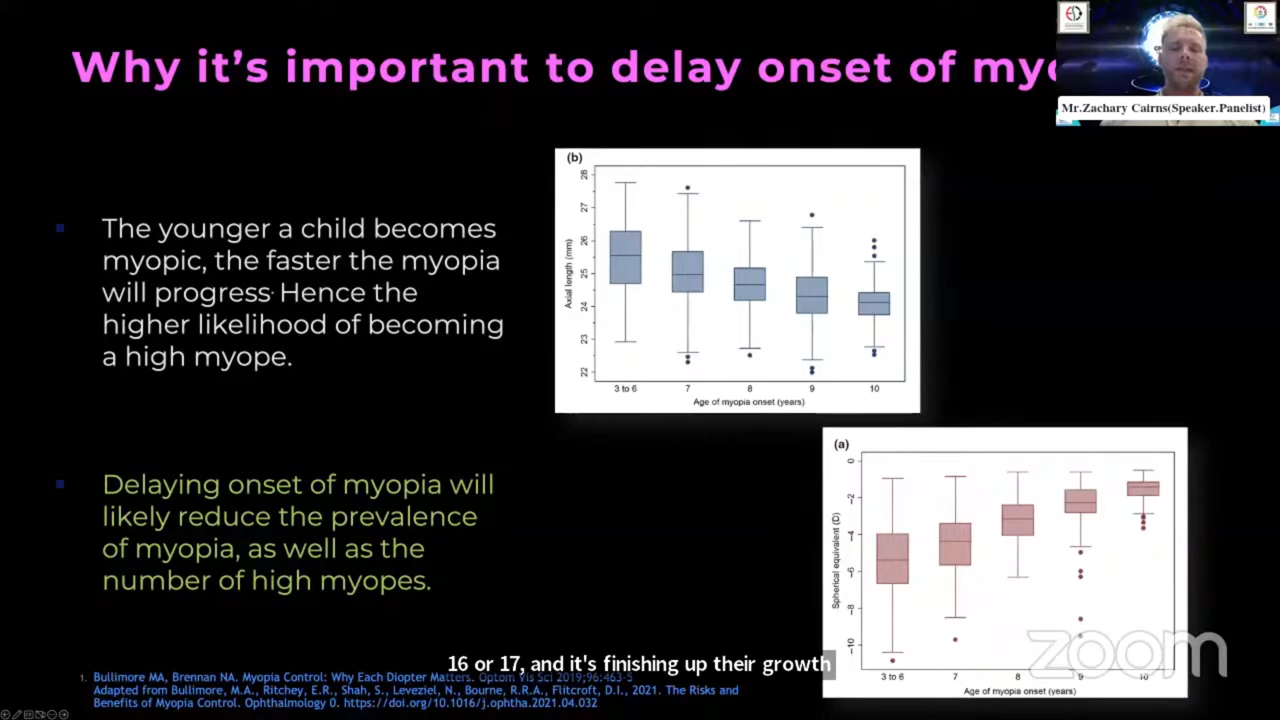 Why it's important to delay onset of myo
Mr.Zachary Cairns(Speaker.Panelist)
The younger a child becomes
myopic, the faster the myopia
will progress. Hence the
higher likelihood of becoming
a high myope.
(b)
Axial length (mm)
28
27
26
25
24
23
22
3 to 6 7 8 9 10
Age of myopia onset (years)
Delaying onset of myopia will
likely reduce the prevalence
of myopia, as well as the
number of high myopes.
(a)
Spherical equivalent (D)
0
-2
-4
-6
-8
-10
3 to 6 7 8 9 10
Age of myopia onset (years)
zoom
16 or 17, and it's finishing up their growth
1. Bullimore MA, Brennan NA. Myopia Control: Why Each Diopter Matters. Optom Vis Sci 2019;96:463-5
Adapted from Bullimore, M.A., Ritchey, E.R., Shah, S., Leveziel, N., Bourne, R.R.A., Flitcroft, D.I., 2021. The Risks and
Benefits of Myopia Control. Ophthalmology 0. https://doi.org/10.1016/j.ophtha.2021.04.032